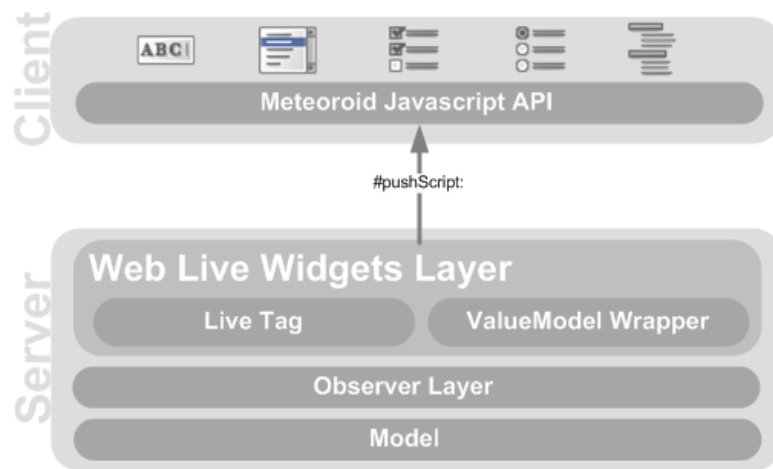 Client
ABC
Meteoroid Javascript API
#pushScript:
Server
Web Live Widgets Layer
Live Tag
ValueModel Wrapper
Observer Layer
Model